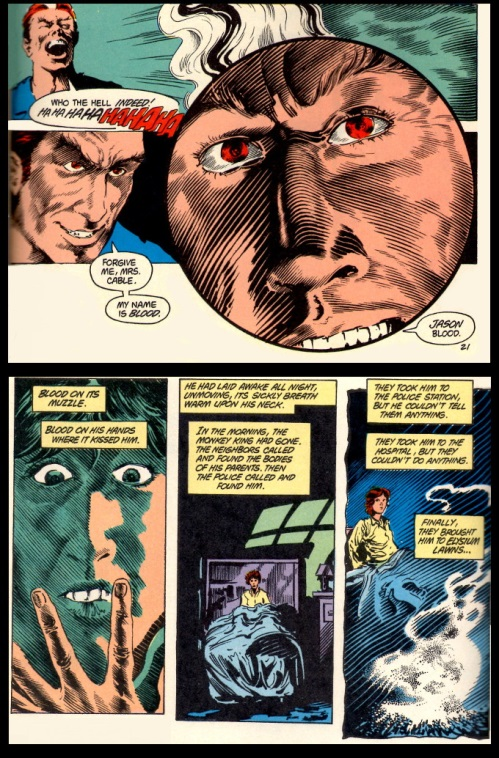 WHO THE HELL INDEED!
HA HA HA HA HAHAHA
FORGIVE
ME, MRS.
CABLE.
MY NAME
IS BLOOD.
JASON
BLOOD.
21
BLOOD ON ITS
MUZZLE.
BLOOD ON HIS HANDS
WHERE IT KISSED HIM.
HE HAD LAID AWAKE ALL NIGHT,
UNMOVING, ITS SICKLY BREATH
WARM UPON HIS NECK.
IN THE MORNING, THE
MONKEY KING HAD GONE.
THE NEIGHBORS CALLED
AND FOUND THE BODIES
OF HIS PARENTS. THEN
THE POLICE CALLED AND
FOUND HIM.
THEY TOOK HIM TO
THE POLICE STATION,
BUT HE COULDN'T TELL
THEM ANYTHING.
THEY TOOK HIM TO THE
HOSPITAL, BUT THEY
COULDN'T DO ANYTHING.
FINALLY,
THEY BROUGHT
HIM TO ELYSIUM
LAWNS...